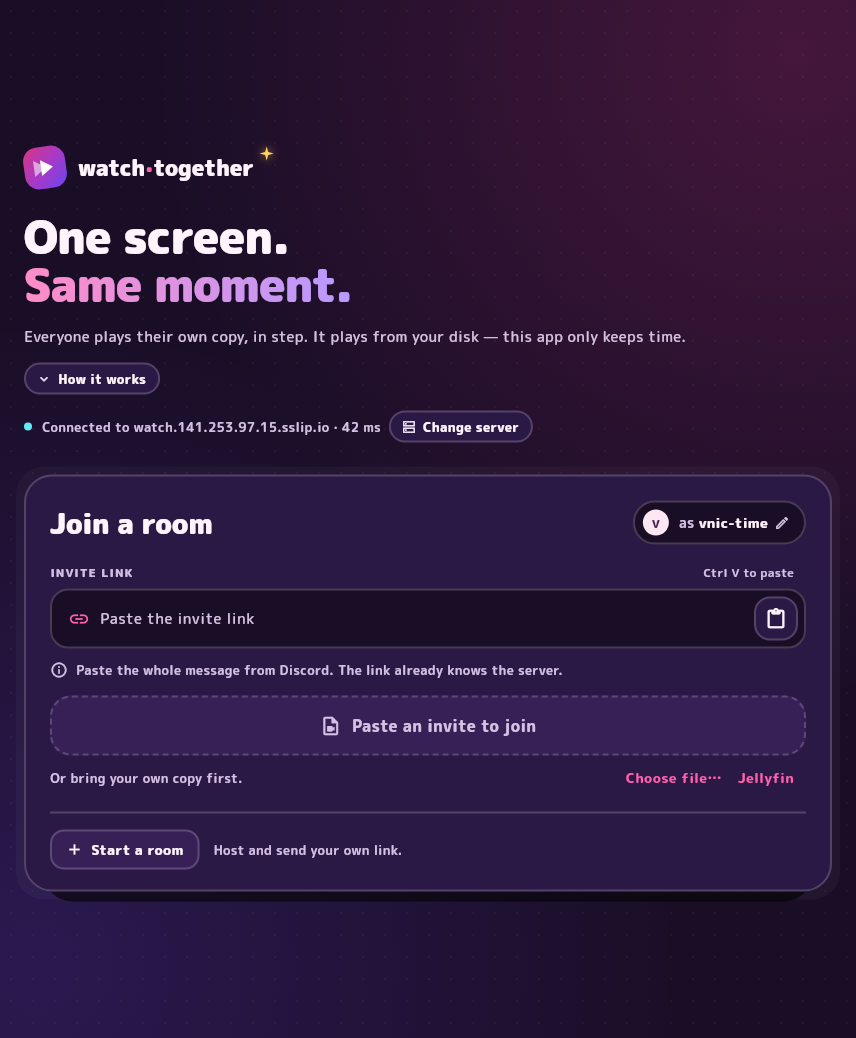 watch·together
One screen.
Same moment.
Everyone plays their own copy, in step. It plays from your disk — this app only keeps time.
How it works
Connected to watch.141.253.97.15.sslip.io · 42 ms
Change server
Join a room
v as vnic-time
INVITE LINK
Ctrl V to paste
Paste the invite link
Paste the whole message from Discord. The link already knows the server.
Paste an invite to join
Or bring your own copy first.
Choose file…
Jellyfin
Start a room
Host and send your own link.